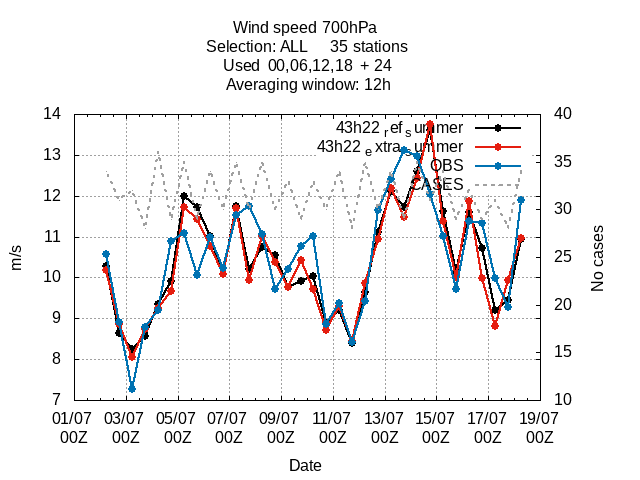 Wind speed 700hPa
Selection: ALL 35 stations
Used 00,06,12,18 + 24
Averaging window: 12h
43h22 refsummer
43h22 extrasummer
OBS
CASES
14
13
12
11
10
9
8
7
m/s
40
35
30
25
20
15
10
No cases
01/07 03/07 05/07 07/07 09/07 11/07 13/07 15/07 17/07 19/07
00Z 00Z 00Z 00Z 00Z 00Z 00Z 00Z 00Z 00Z
Date